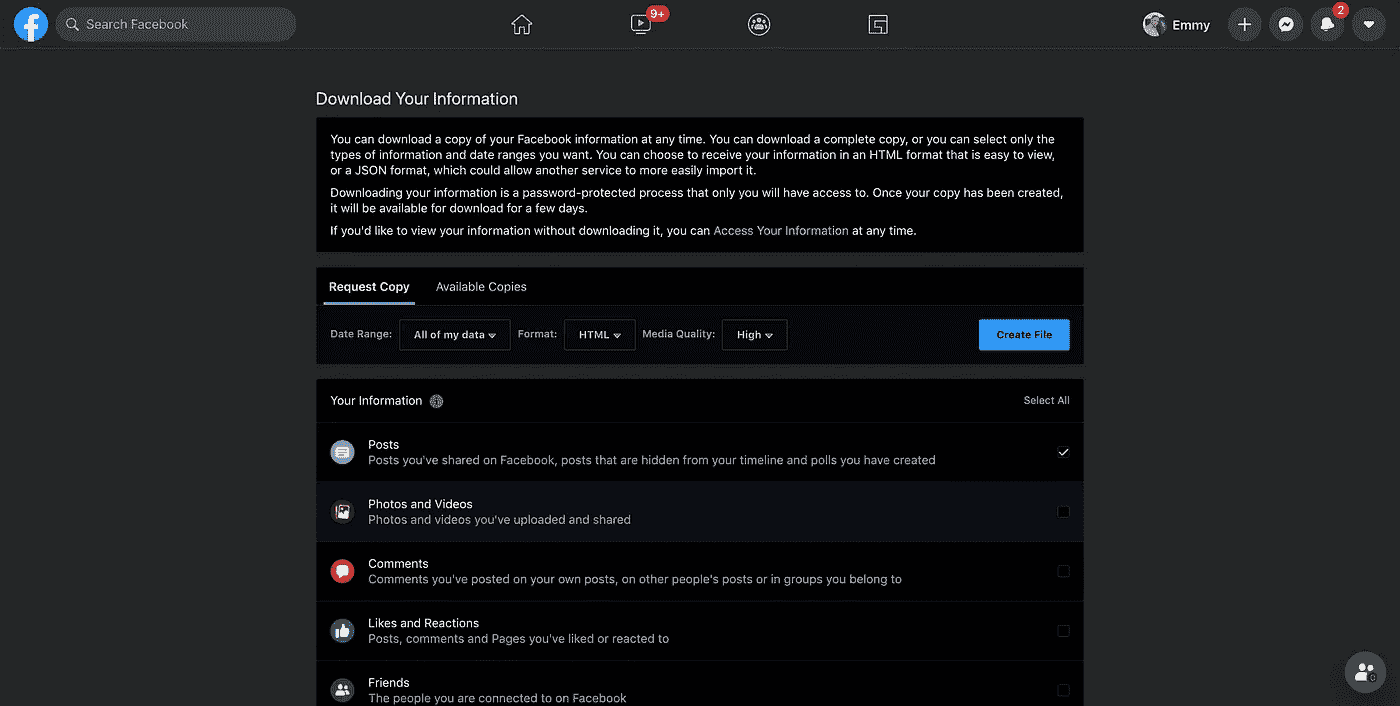 Search Facebook
9+
Emmy
2
Download Your Information
You can download a copy of your Facebook information at any time. You can download a complete copy, or you can select only the
types of information and date ranges you want. You can choose to receive your information in an HTML format that is easy to view,
or a JSON format, which could allow another service to more easily import it.
Downloading your information is a password-protected process that only you will have access to. Once your copy has been created,
it will be available for download for a few days.
If you'd like to view your information without downloading it, you can Access Your Information at any time.
Request Copy Available Copies
Date Range: All of my data Format: HTML Media Quality: High Create File
Your Information Select All
Posts
Posts you've shared on Facebook, posts that are hidden from your timeline and polls you have created
Photos and Videos
Photos and videos you've uploaded and shared
Comments
Comments you've posted on your own posts, on other people's posts or in groups you belong to
Likes and Reactions
Posts, comments and Pages you've liked or reacted to
Friends
The people you are connected to on Facebook